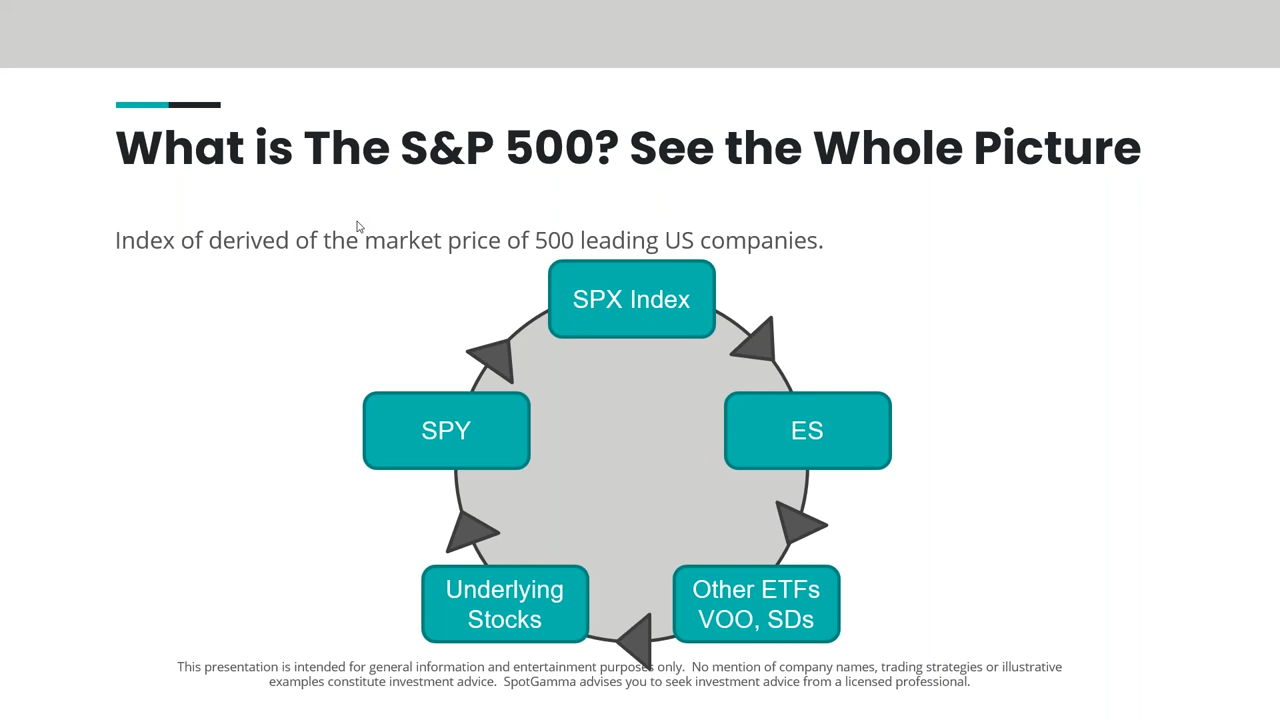 What is The S&P 500? See the Whole Picture
Index of derived of the market price of 500 leading US companies.
SPX Index
SPY
ES
Underlying
Stocks
Other ETFs
VOO, SDs
This presentation is intended for general information and entertainment purposes only.  No mention of company names, trading strategies or illustrative
examples constitute investment advice.  SpotGamma advises you to seek investment advice from a licensed professional.